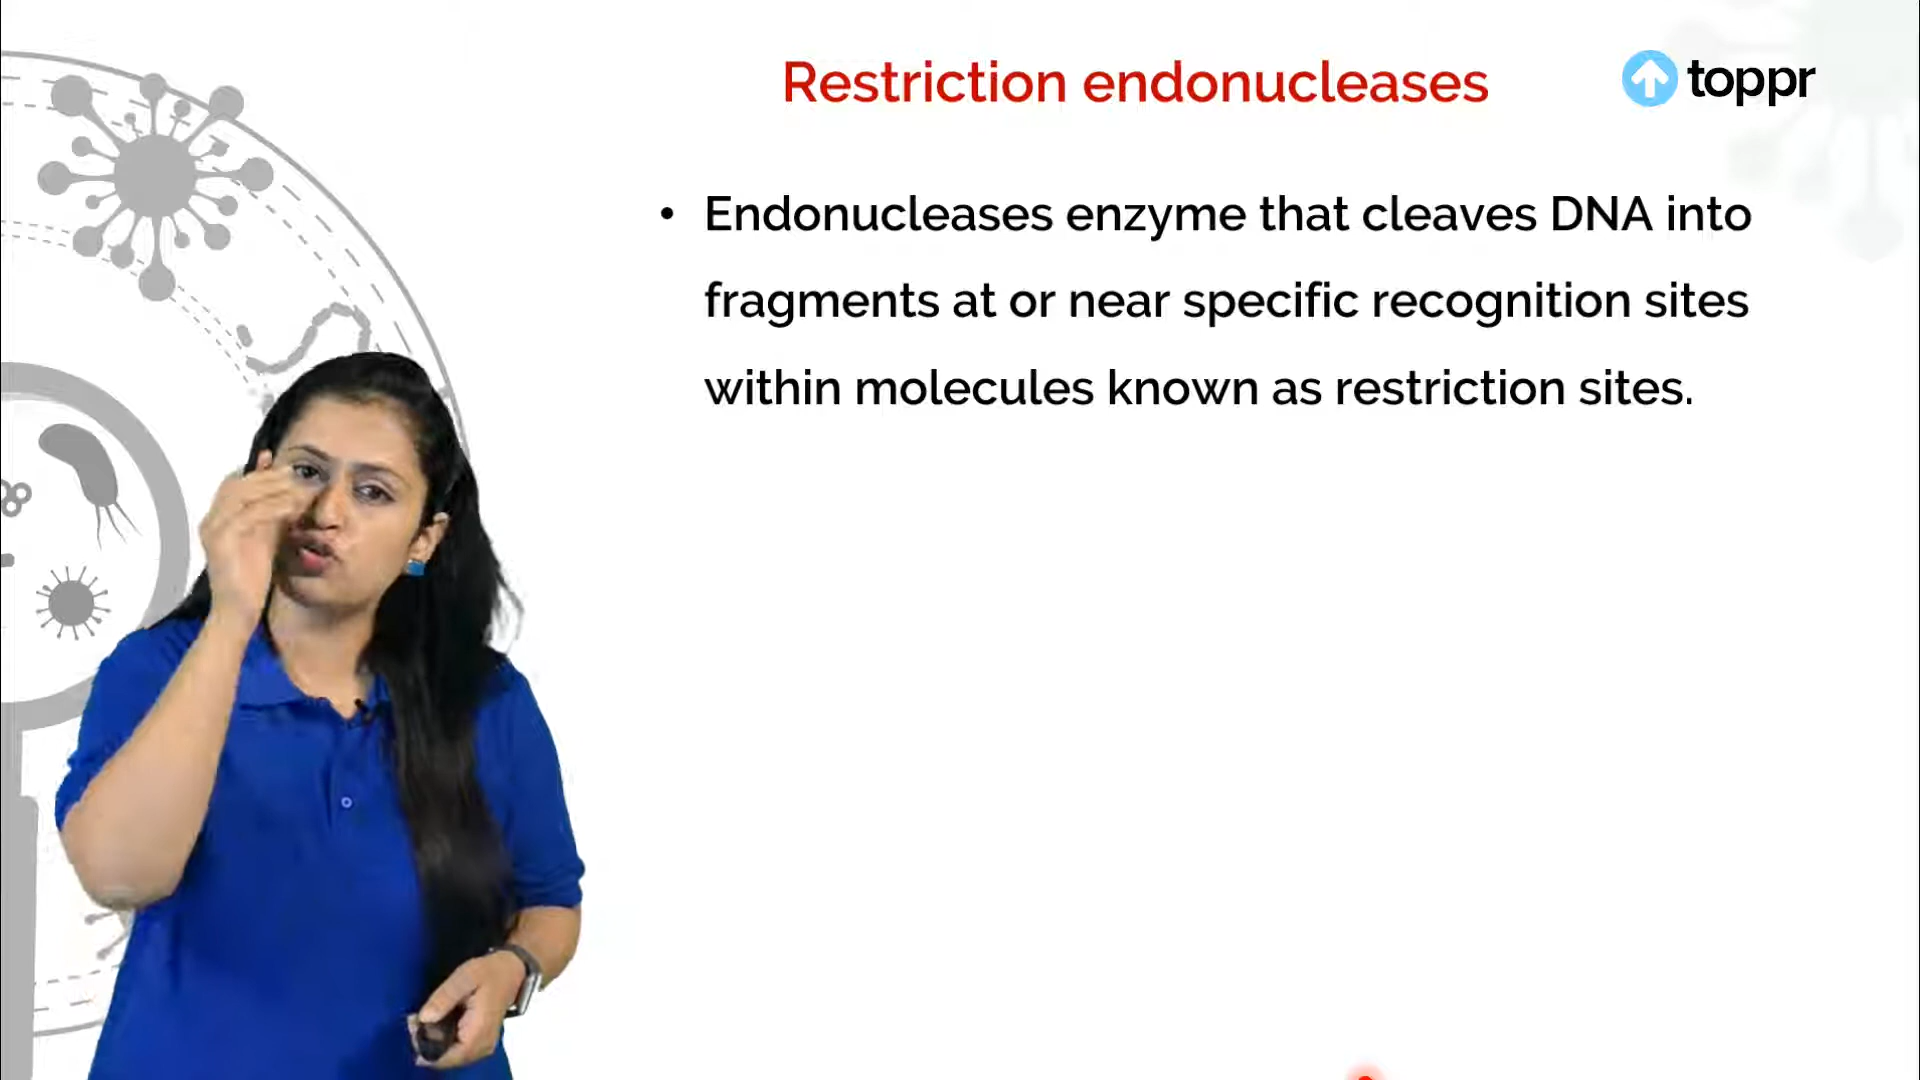 Restriction endonucleases
toppr
• Endonucleases enzyme that cleaves DNA into
fragments at or near specific recognition sites
within molecules known as restriction sites.